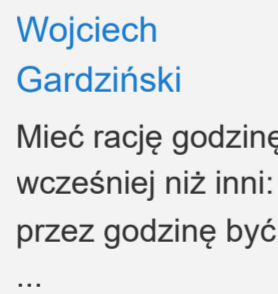 Wojciech
Gardziński
Mieć rację godzinę
wcześniej niż inni:
przez godzinę być
...